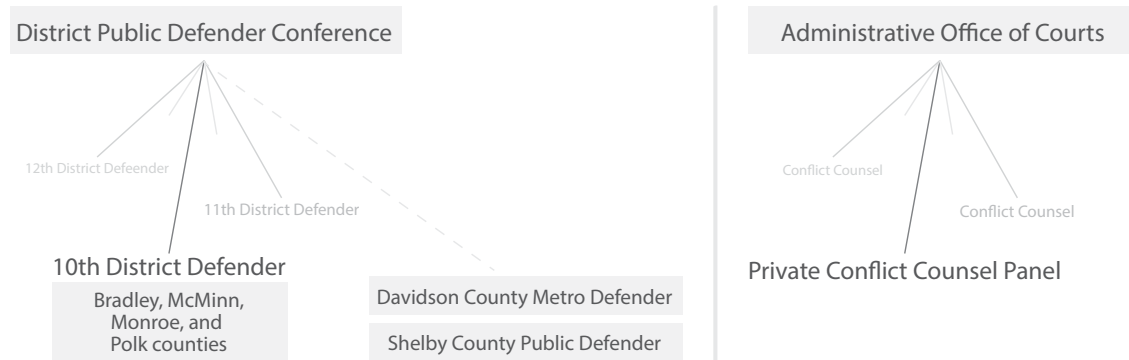 District Public Defender Conference
Administrative Office of Courts
12th District Defeender
Conflict Counsel
11th District Defender
Conflict Counsel
10th District Defender
Private Conflict Counsel Panel
Bradley, McMinn,
Monroe, and
Polk counties
Davidson County Metro Defender
Shelby County Public Defender